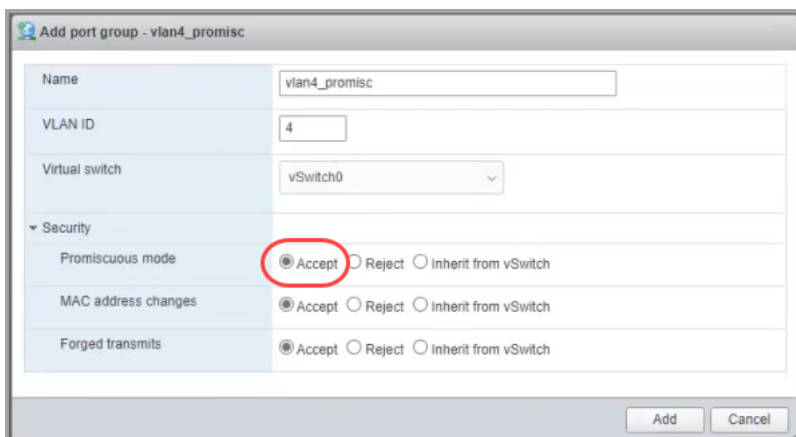 Add port group - vlan4_promisc
Name vlan4_promisc
VLAN ID 4
Virtual switch vSwitch0
Security
Promiscuous mode Accept Reject Inherit from vSwitch
MAC address changes Accept Reject Inherit from vSwitch
Forged transmits Accept Reject Inherit from vSwitch
Add Cancel